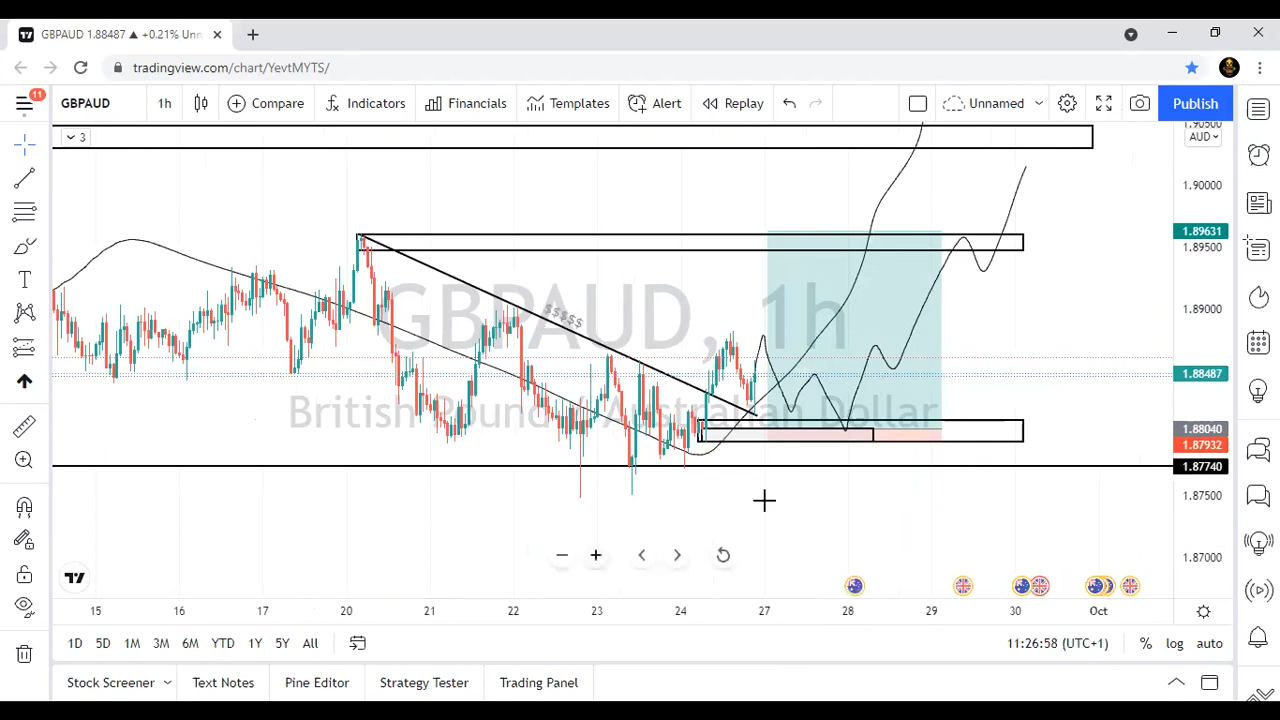 GBPAUD 1.88487 ▲ +0.21% Unn
tradingview.com/chart/YevtMYTS/
11
GBPAUD 1h Compare Indicators Financials Templates Alert Replay Unnamed Publish
3
1.90500
AUD
1.90000
1.89631
1.89500
$$$$$
1.89000
GBPAUD, 1h
1.88487
British Pound / Australian Dollar
1.88040
1.87932
1.87740
1.87500
1.87000
15 16 17 20 21 22 23 24 27 28 29 30 Oct
1D 5D 1M 3M 6M YTD 1Y 5Y All 11:26:58 (UTC+1) % log auto
Stock Screener Text Notes Pine Editor Strategy Tester Trading Panel